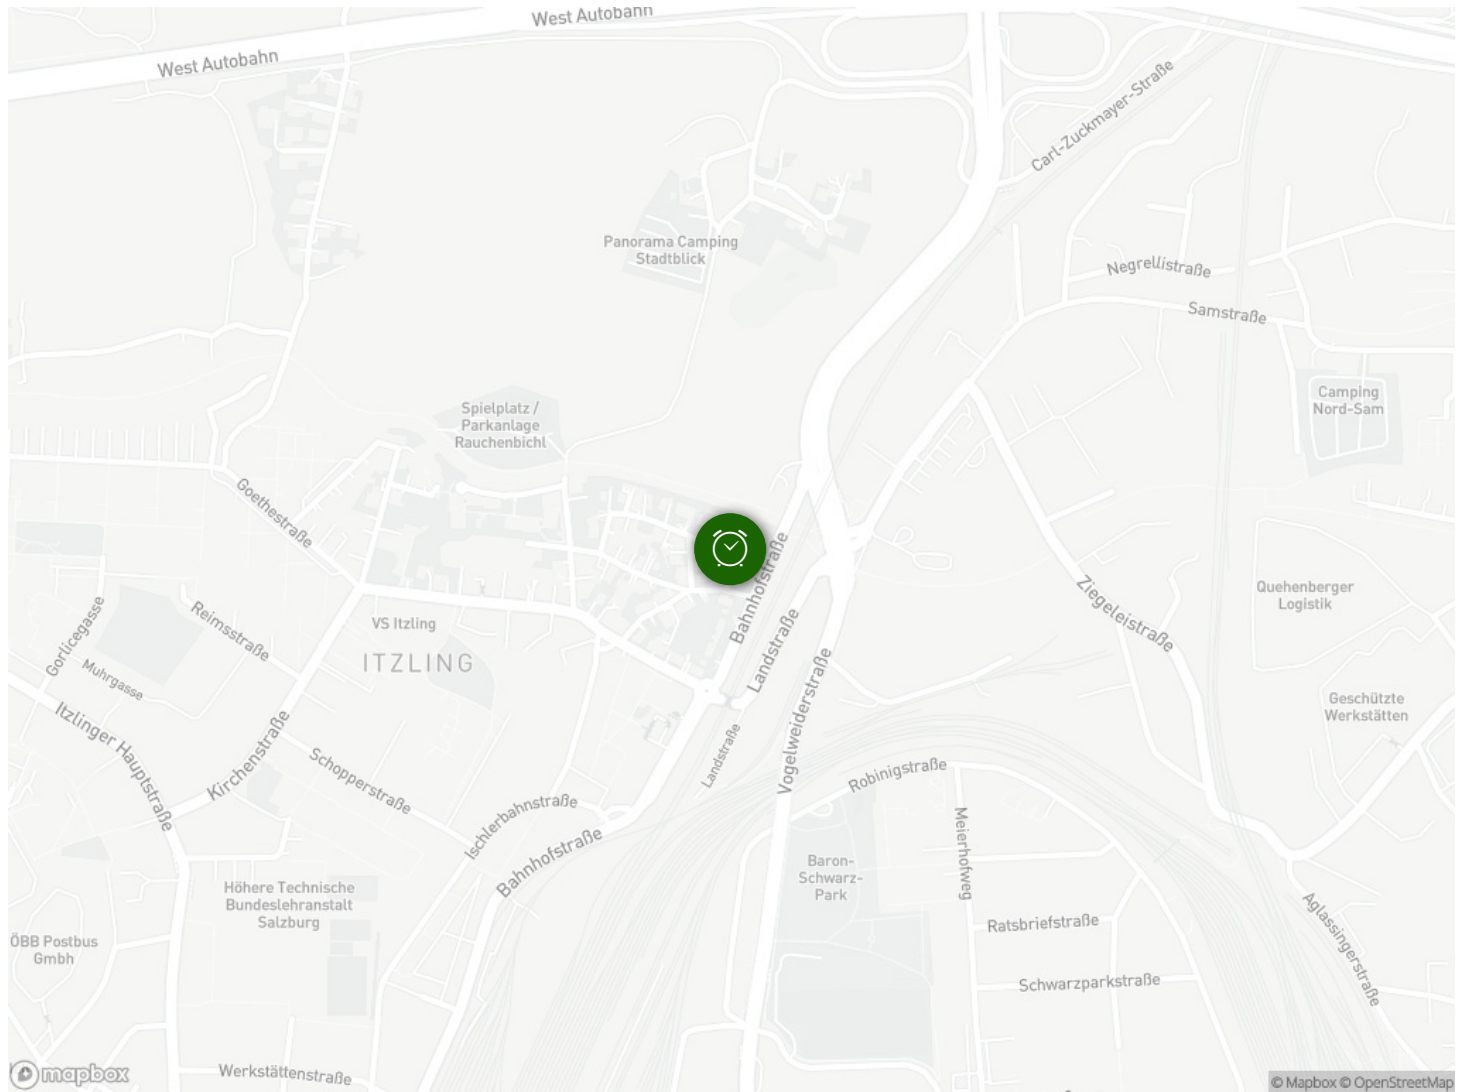 West Autobahn
West Autobahn
Carl-Zuckmayer-Straße
Panorama Camping
Stadtblick
Negrellistraße
Samstraße
Camping
Nord-Sam
Spielplatz /
Parkanlage
Rauchenbichl
Goethestraße
Bahnhofstraße
Landstraße
Ziegeleistraße
Quehenberger
Logistik
Gorlicegasse
Reimsstraße
VS Itzling
ITZLING
Muhrgasse
Vogelweiderstraße
Geschützte
Werkstätten
Itzlinger Hauptstraße
Kirchenstraße
Landstraße
Schopperstraße
Robinigstraße
Ischlerbahnstraße
Bahnhofstraße
Meierhofweg
Baron-
Schwarz-
Park
Höhere Technische
Bundeslehranstalt
Salzburg
Ratsbriefstraße
Aglassingerstraße
ÖBB Postbus
Gmbh
Schwarzparkstraße
Werkstättenstraße
mapbox
© Mapbox © OpenStreetMap